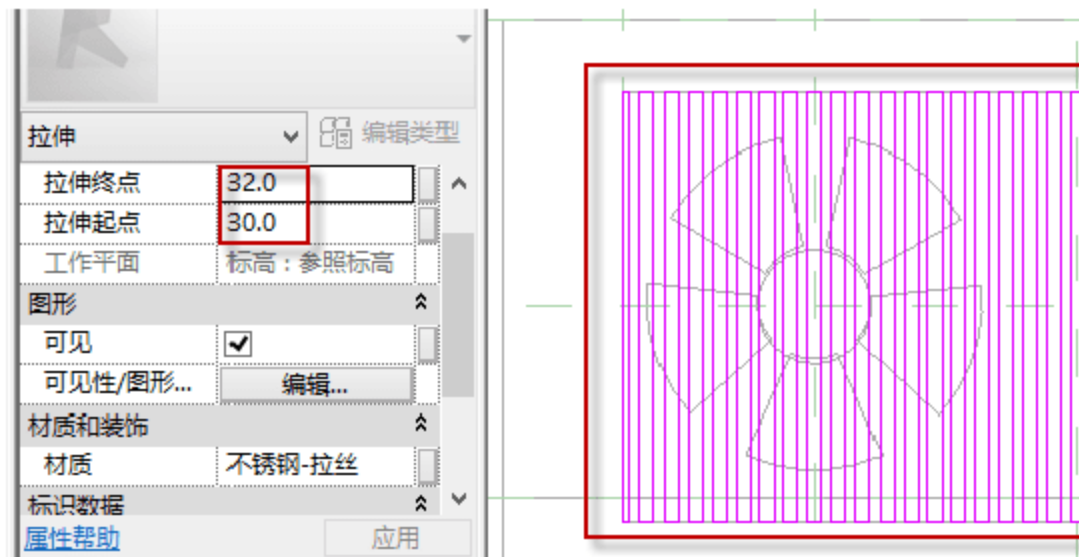 拉伸 编辑类型
拉伸终点 32.0
拉伸起点 30.0
工作平面 标高：参照标高
图形
可见
可见性/图形... 编辑...
材质和装饰
材质 不锈钢-拉丝
标识数据
属性帮助 应用